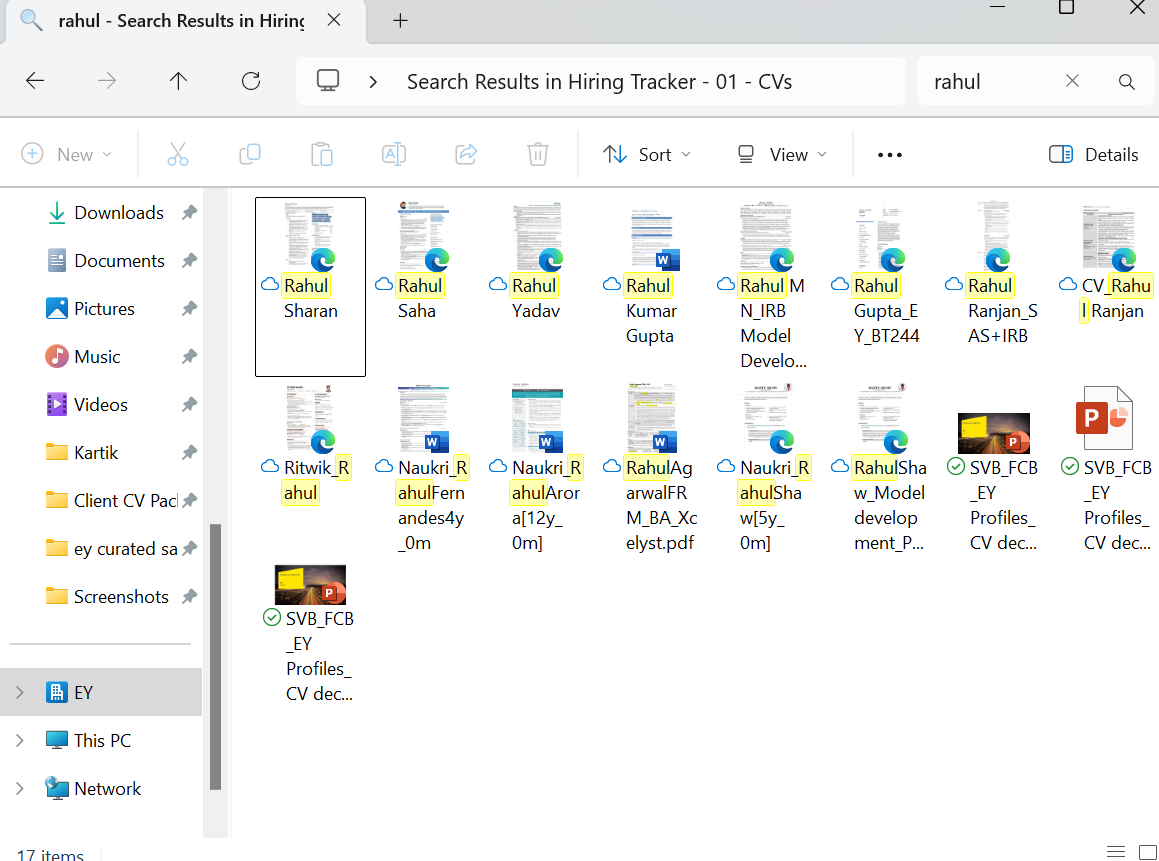 rahul - Search Results in Hiring
Search Results in Hiring Tracker - 01 - CVs
rahul
New
Sort
View
Details
Downloads
Documents
Pictures
Music
Videos
Kartik
Client CV Pac
ey curated sa
Screenshots
EY
This PC
Network
Rahul
Sharan
Rahul
Saha
Rahul
Yadav
Rahul
Kumar
Gupta
Rahul M
N_IRB
Model
Develo...
Rahul
Gupta_E
Y_BT244
Rahul
Ranjan_S
AS+IRB
CV_Rahu
l Ranjan
Ritwik_R
ahul
Naukri_R
ahulFern
andes4y
_0m
Naukri_R
ahulAror
a[12y_
0m]
RahulAg
arwalFR
M_BA_Xc
elyst.pdf
Naukri_R
ahulSha
w[5y_
0m]
RahulSha
w_Model
develop
ment_P...
SVB_FCB
_EY
Profiles_
CV dec...
SVB_FCB
_EY
Profiles_
CV dec...
SVB_FCB
_EY
Profiles_
CV dec...
17 items